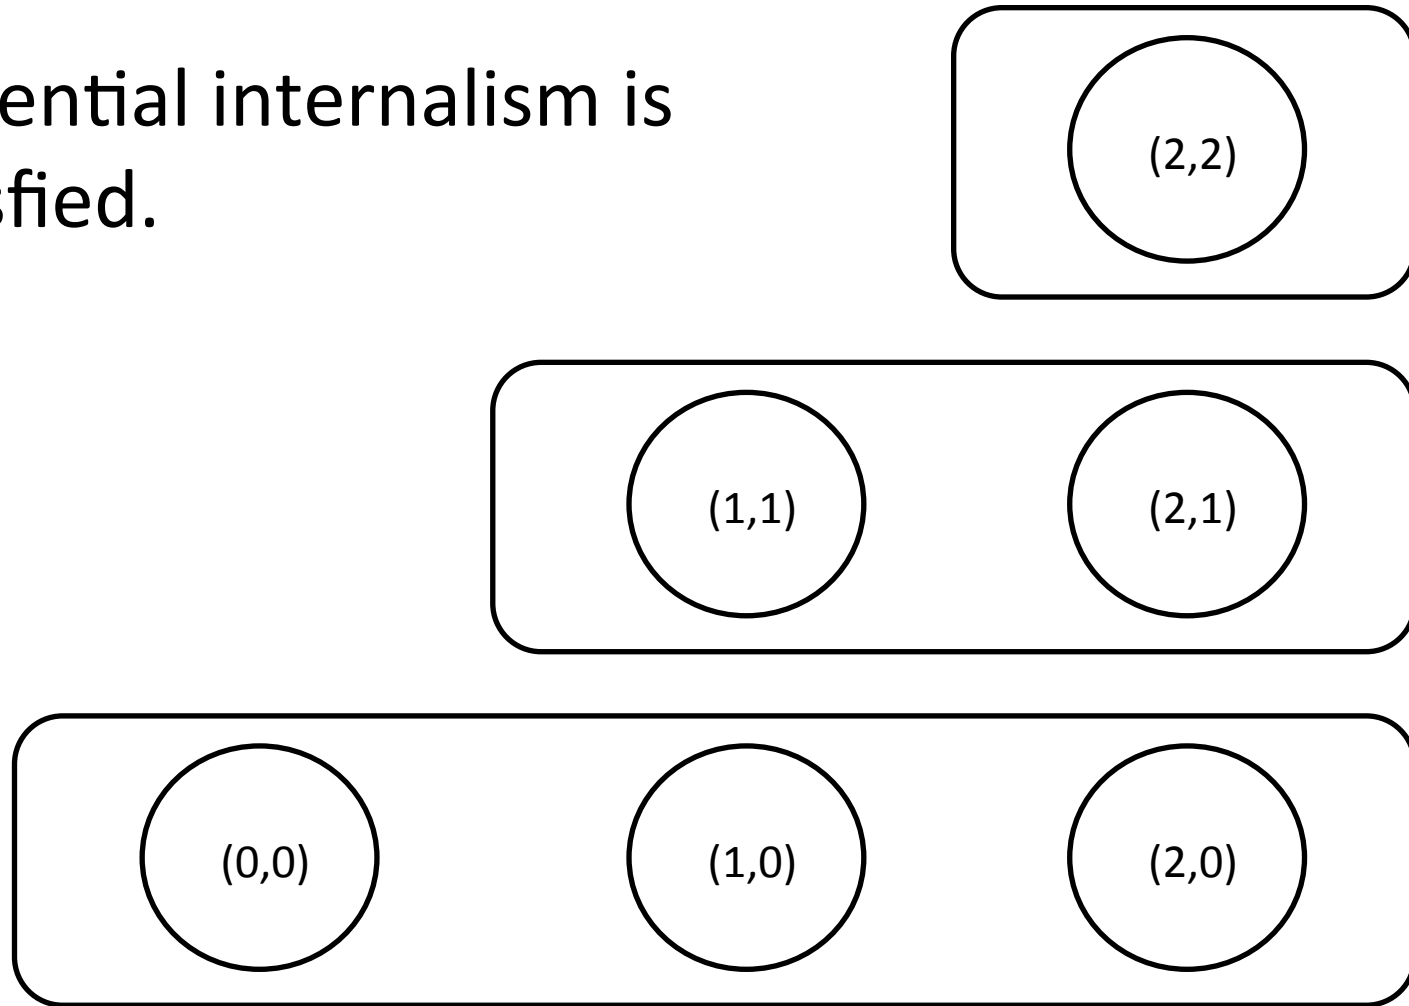 ential internalism is
sfied.
(2,2)
(1,1) (2,1)
(0,0) (1,0) (2,0)